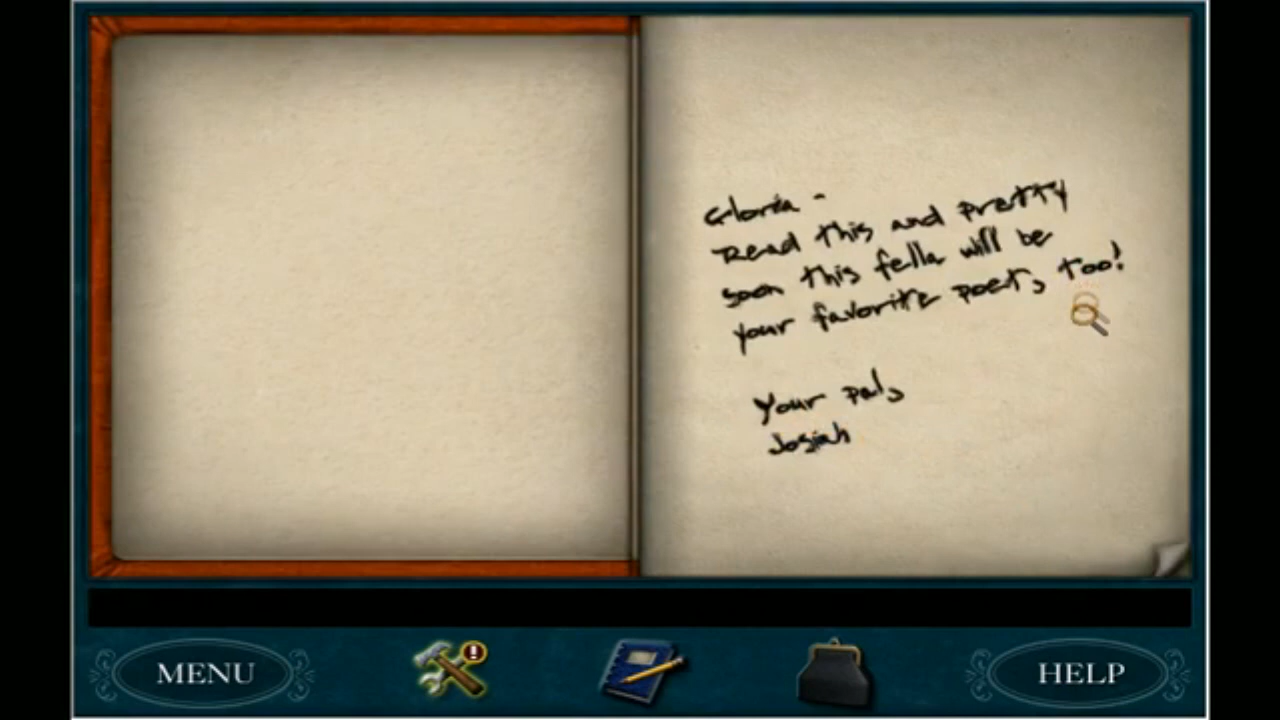 Gloria -
Read this and pretty
soon this fella will be
your favorite poet, too!
Your pal,
Josiah
MENU
HELP